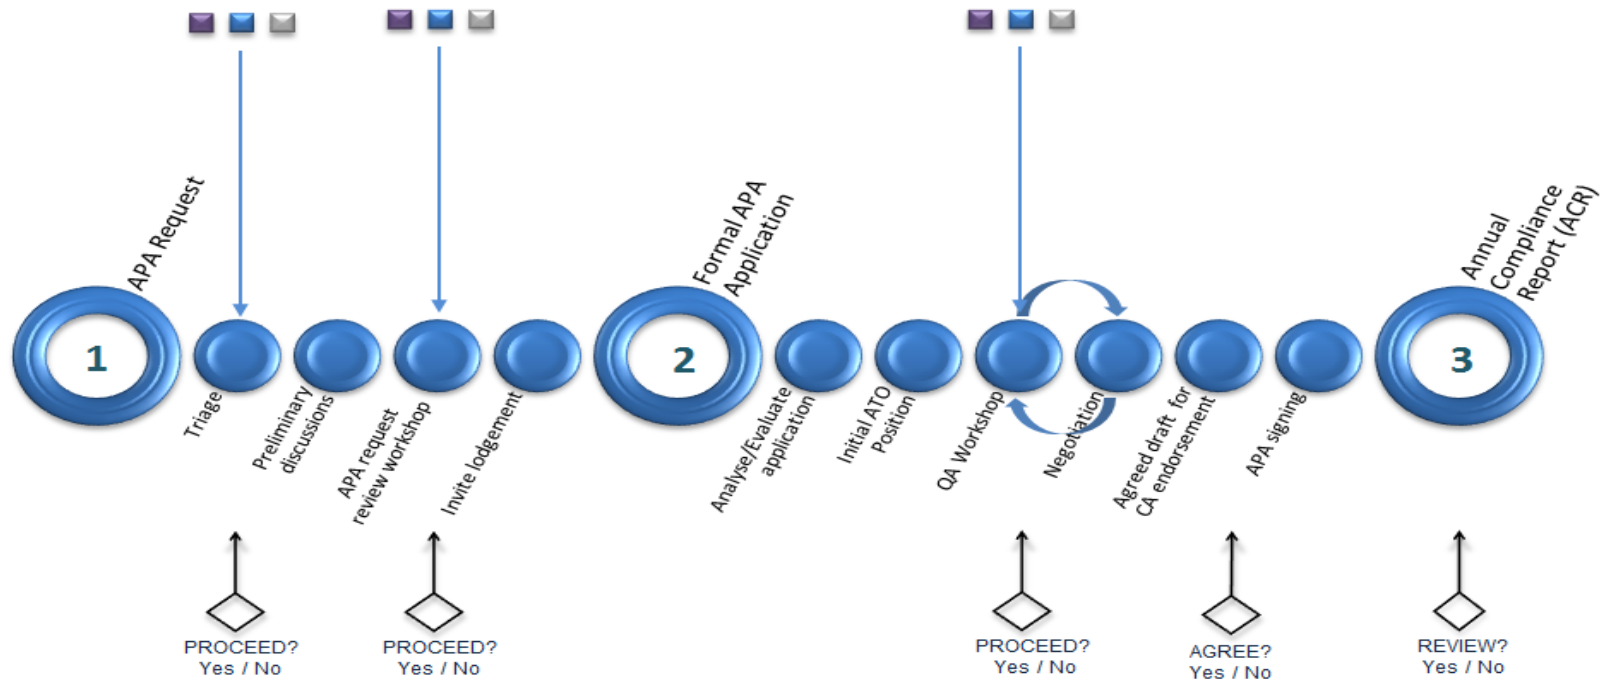 APA Request
Formal APA
Application
Annual
Compliance
Report (ACR)
1
2
3
Triage
Preliminary
discussions
APA request
review workshop
Invite lodgement
Analyse/Evaluate
application
Initial ATO
Position
QA Workshop
Negotiation
Agreed draft for
CA endorsement
APA signing
PROCEED?
Yes / No
PROCEED?
Yes / No
PROCEED?
Yes / No
AGREE?
Yes / No
REVIEW?
Yes / No